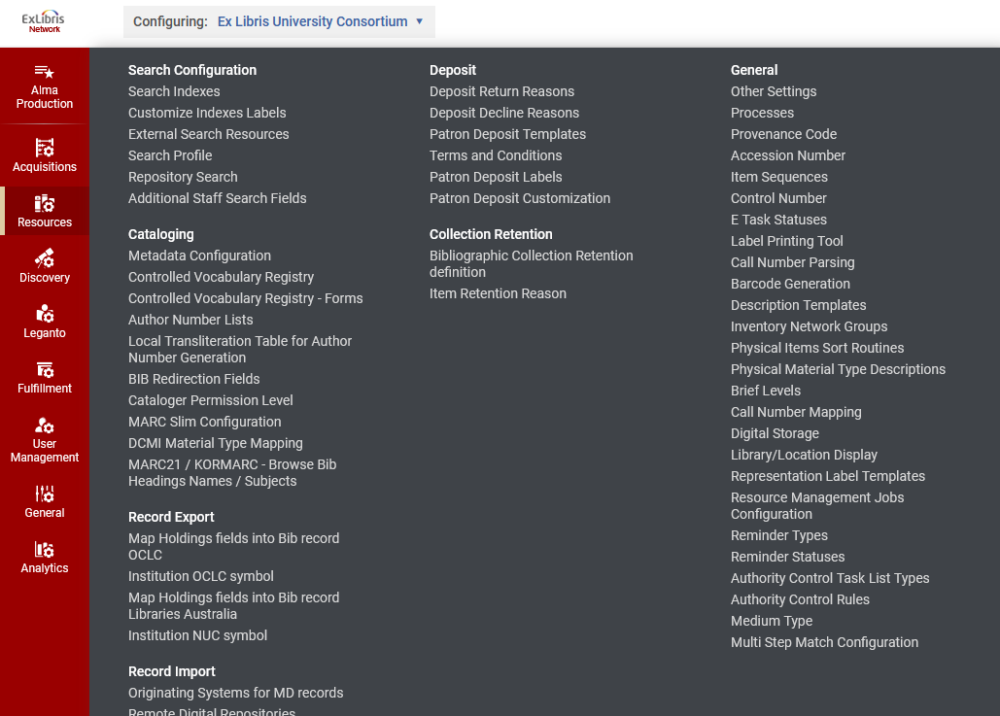 ExLibris
Network
Configuring: Ex Libris University Consortium
Alma
Production
Acquisitions
Resources
Discovery
Leganto
Fulfillment
User
Management
General
Analytics
Search Configuration
Search Indexes
Customize Indexes Labels
External Search Resources
Search Profile
Repository Search
Additional Staff Search Fields
Cataloging
Metadata Configuration
Controlled Vocabulary Registry
Controlled Vocabulary Registry - Forms
Author Number Lists
Local Transliteration Table for Author
Number Generation
BIB Redirection Fields
Cataloger Permission Level
MARC Slim Configuration
DCMI Material Type Mapping
MARC21 / KORMARC - Browse Bib
Headings Names / Subjects
Record Export
Map Holdings fields into Bib record
OCLC
Institution OCLC symbol
Map Holdings fields into Bib record
Libraries Australia
Institution NUC symbol
Record Import
Originating Systems for MD records
Remote Digital Repositories
Deposit
Deposit Return Reasons
Deposit Decline Reasons
Patron Deposit Templates
Terms and Conditions
Patron Deposit Labels
Patron Deposit Customization
Collection Retention
Bibliographic Collection Retention
definition
Item Retention Reason
General
Other Settings
Processes
Provenance Code
Accession Number
Item Sequences
Control Number
E Task Statuses
Label Printing Tool
Call Number Parsing
Barcode Generation
Description Templates
Inventory Network Groups
Physical Items Sort Routines
Physical Material Type Descriptions
Brief Levels
Call Number Mapping
Digital Storage
Library/Location Display
Representation Label Templates
Resource Management Jobs
Configuration
Reminder Types
Reminder Statuses
Authority Control Task List Types
Authority Control Rules
Medium Type
Multi Step Match Configuration